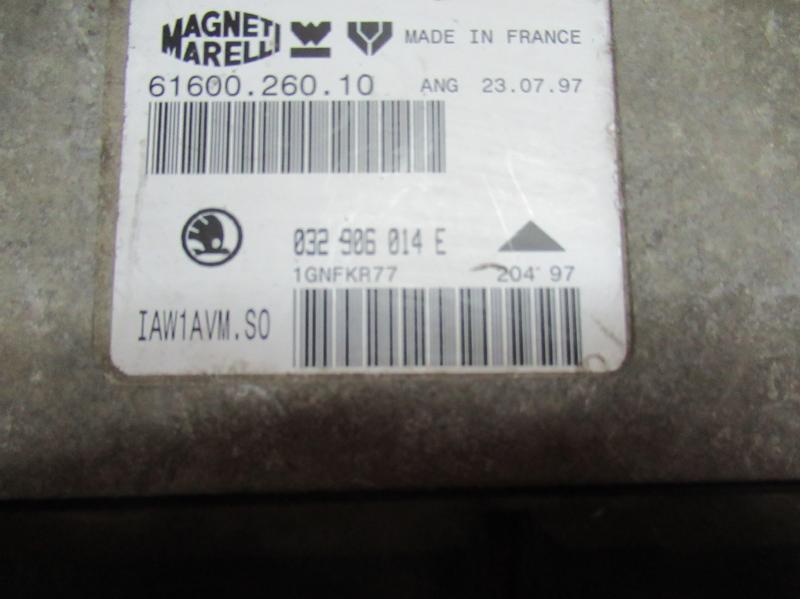 MAGNETI MARELLI MADE IN FRANCE
61600.260.10 ANG 23.07.97
032 906 014 E
1GNFKR77 204' 97
IAW1AVM.S0